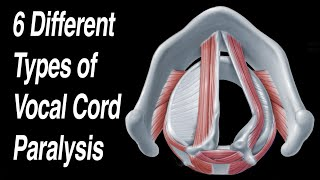 6 Different
Types of
Vocal Cord
Paralysis